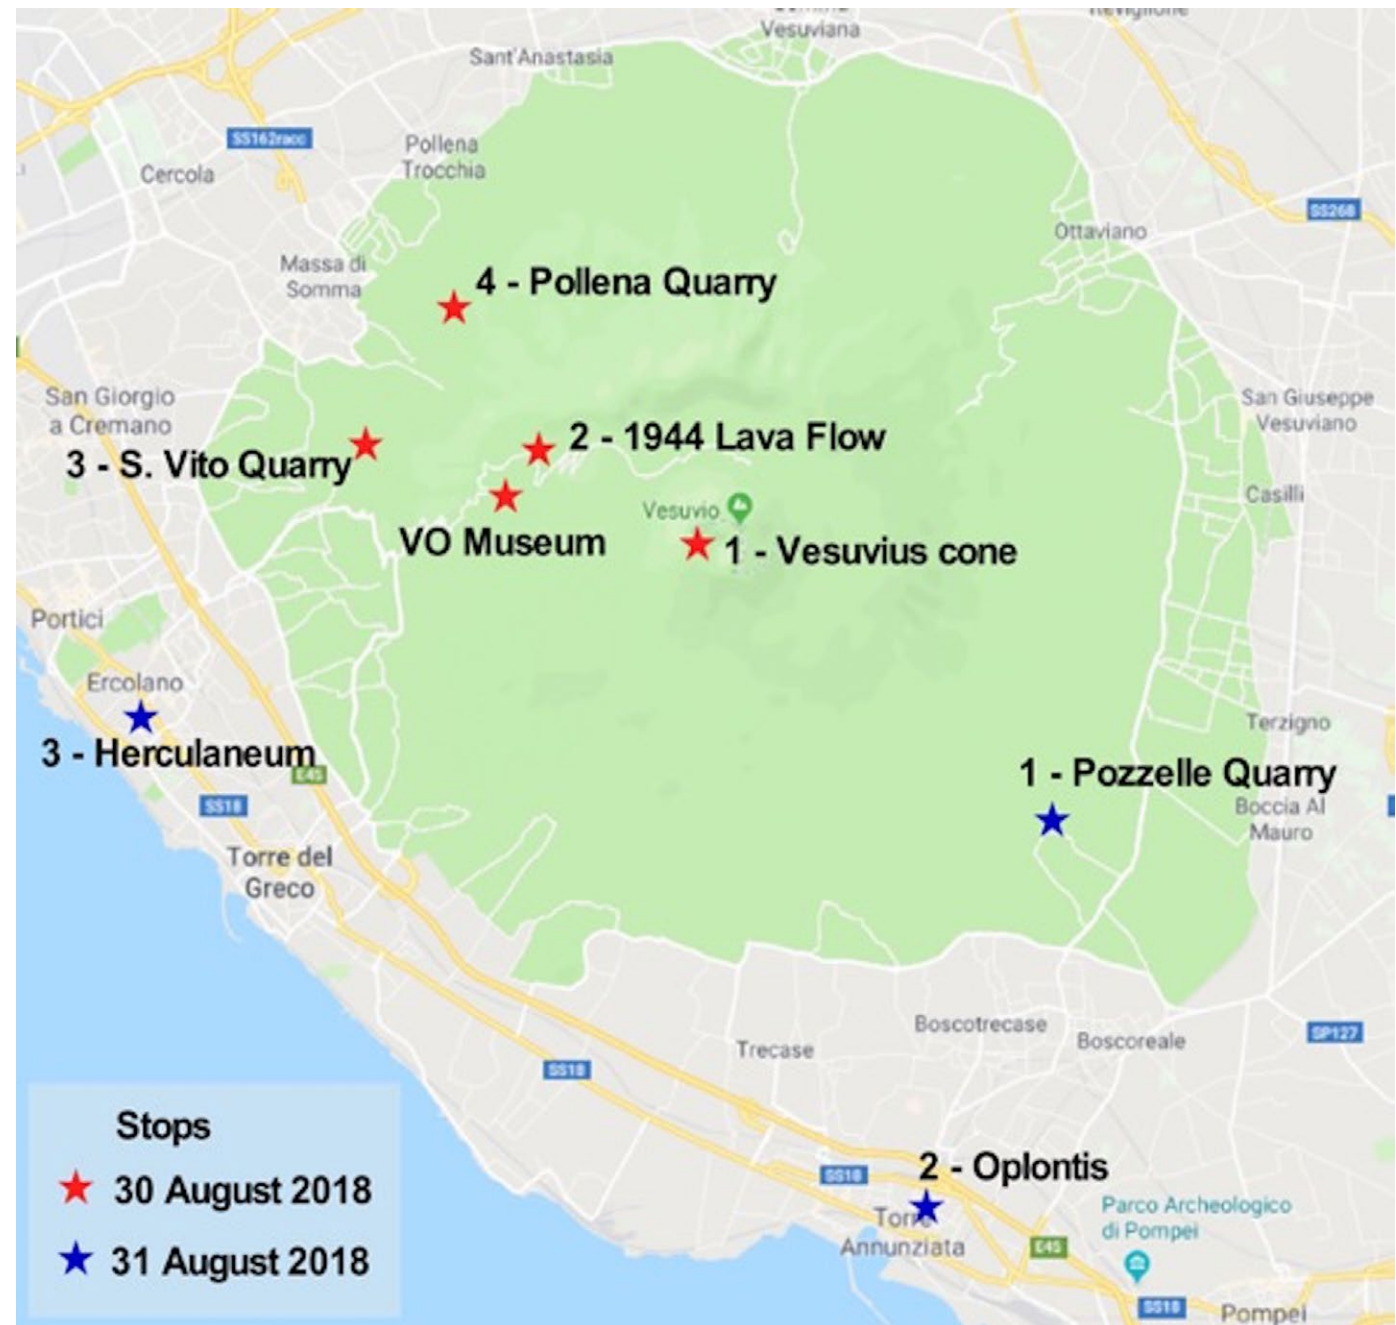 Vesuviana
Sant'Anastasia
SS162racc
Pollena
Trocchia
Cercola
SS268
Ottaviano
Massa di
Somma
4 - Pollena Quarry
San Giorgio
a Cremano
San Giuseppe
Vesuviano
2 - 1944 Lava Flow
3 - S. Vito Quarry
Casilli
Vesuvio
VO Museum
1 - Vesuvius cone
Portici
Ercolano
3 - Herculaneum
E45
SS18
Terzigno
1 - Pozzelle Quarry
Boccia Al
Mauro
Torre del
Greco
Boscotrecase
Boscoreale
SP127
Trecase
SS18
Stops
30 August 2018
31 August 2018
2 - Oplontis
SS18
Torre
Annunziata
Parco Archeologico
di Pompei
E45
SS18
Pompei